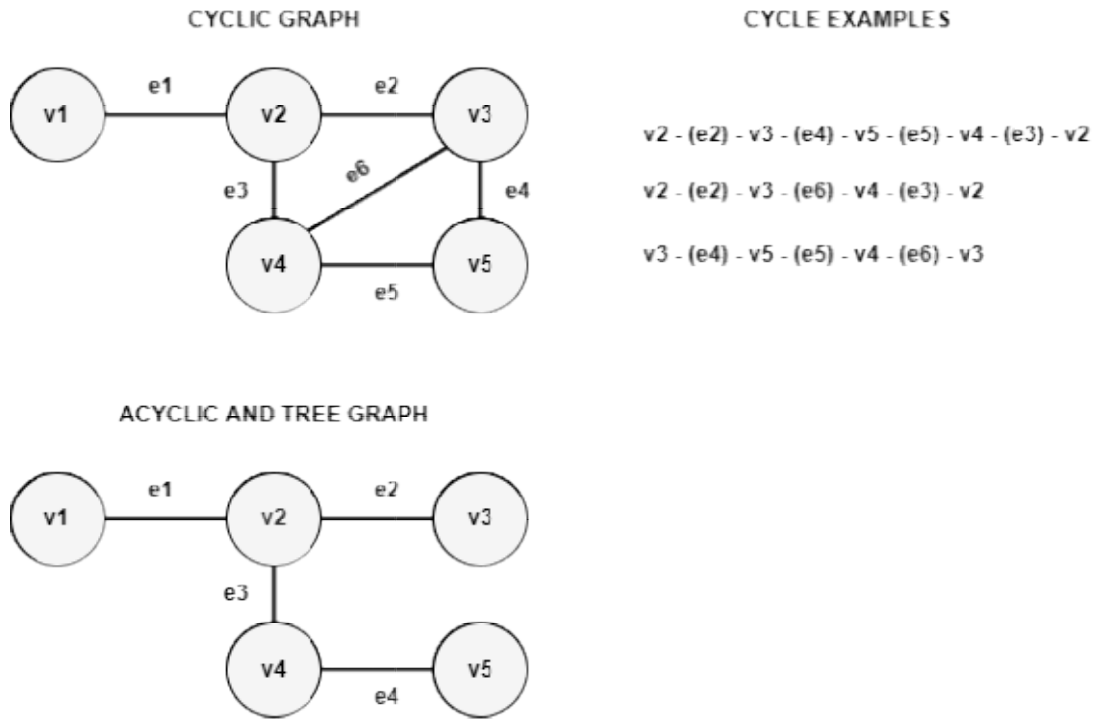 CYCLIC GRAPH
CYCLE EXAMPLES
v1
e1
v2
e2
v3
e3
e6
e4
v4
e5
v5
v2 - (e2) - v3 - (e4) - v5 - (e5) - v4 - (e3) - v2
v2 - (e2) - v3 - (e6) - v4 - (e3) - v2
v3 - (e4) - v5 - (e5) - v4 - (e6) - v3
ACYCLIC AND TREE GRAPH
v1
e1
v2
e2
v3
e3
v4
e4
v5